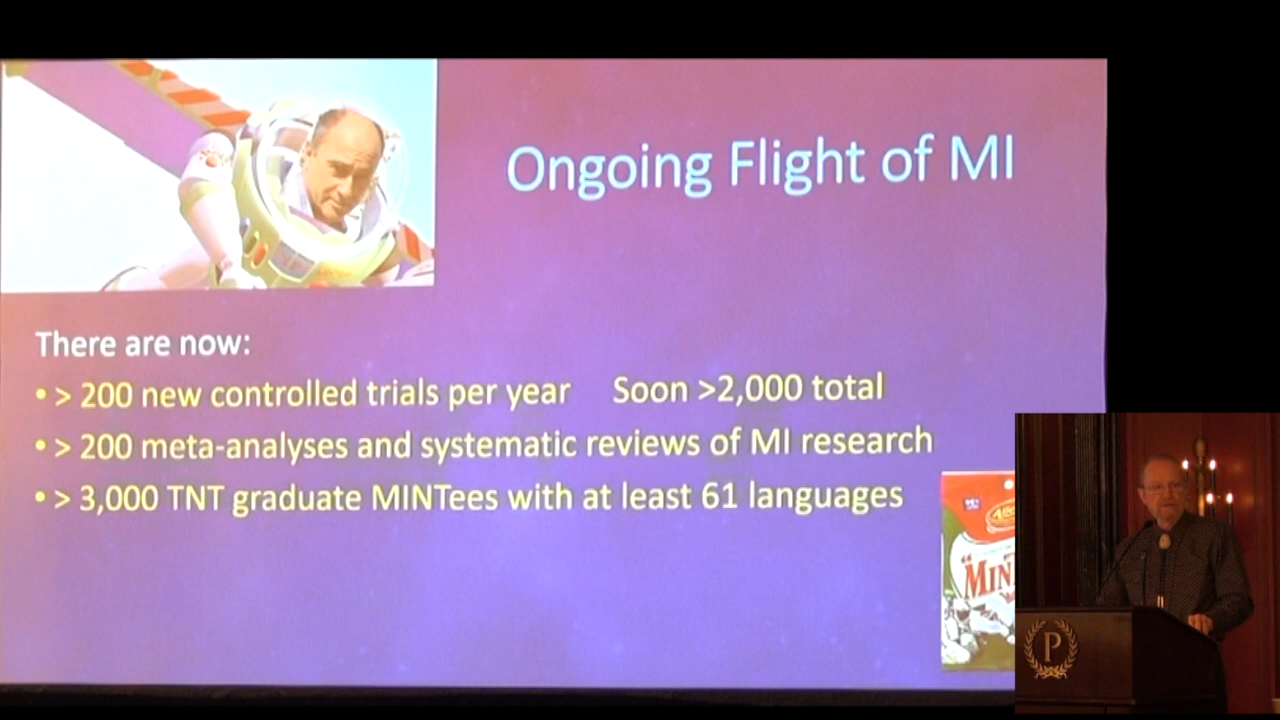 Ongoing Flight of MI
There are now:
• > 200 new controlled trials per year Soon >2,000 total
• > 200 meta-analyses and systematic reviews of MI research
• > 3,000 TNT graduate MINTees with at least 61 languages
P